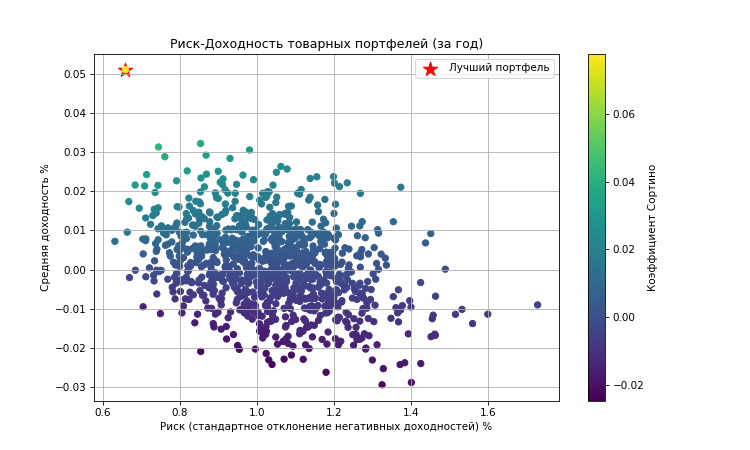 Риск-Доходность товарных портфелей (за год)
Лучший портфель
Средняя доходность %
0.05
0.04
0.03
0.02
0.01
0.00
−0.01
−0.02
−0.03
0.6 0.8 1.0 1.2 1.4 1.6
Риск (стандартное отклонение негативных доходностей) %
0.06
0.04
0.02
0.00
−0.02
Коэффициент Сортино